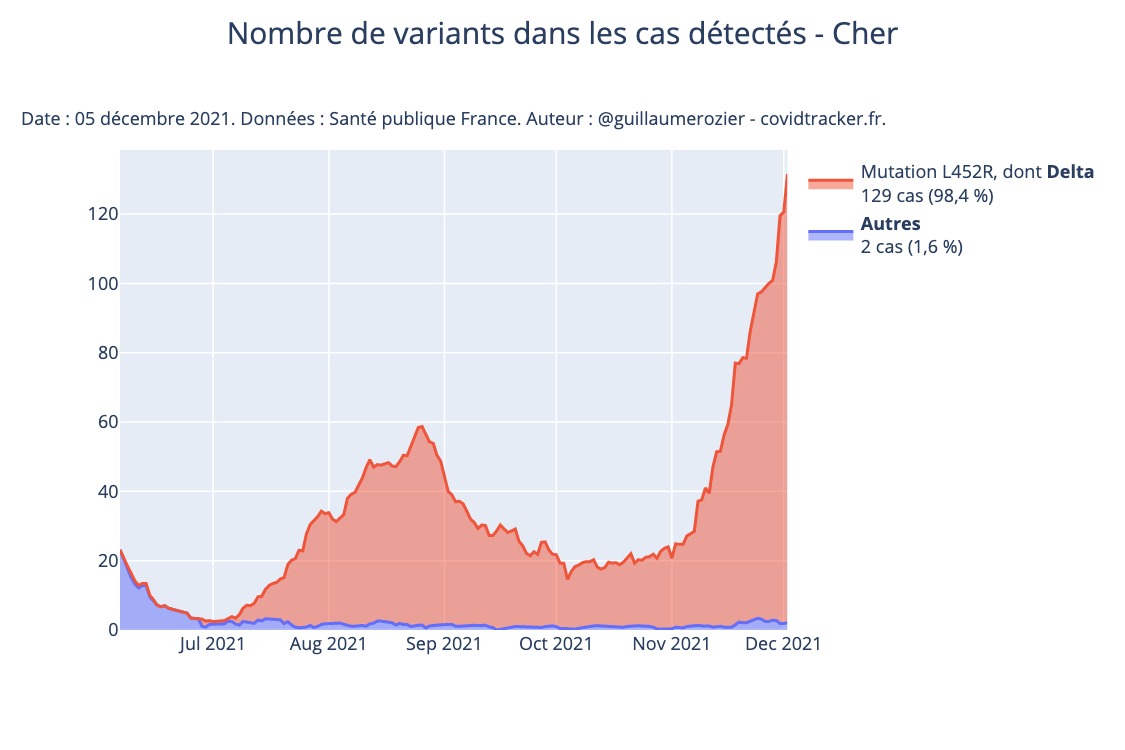 Nombre de variants dans les cas détectés - Cher
Date : 05 décembre 2021. Données : Santé publique France. Auteur : @guillaumerozier - covidtracker.fr.
Mutation L452R, dont Delta
129 cas (98,4 %)
Autres
2 cas (1,6 %)
120
100
80
60
40
20
0
Jul 2021
Aug 2021
Sep 2021
Oct 2021
Nov 2021
Dec 2021